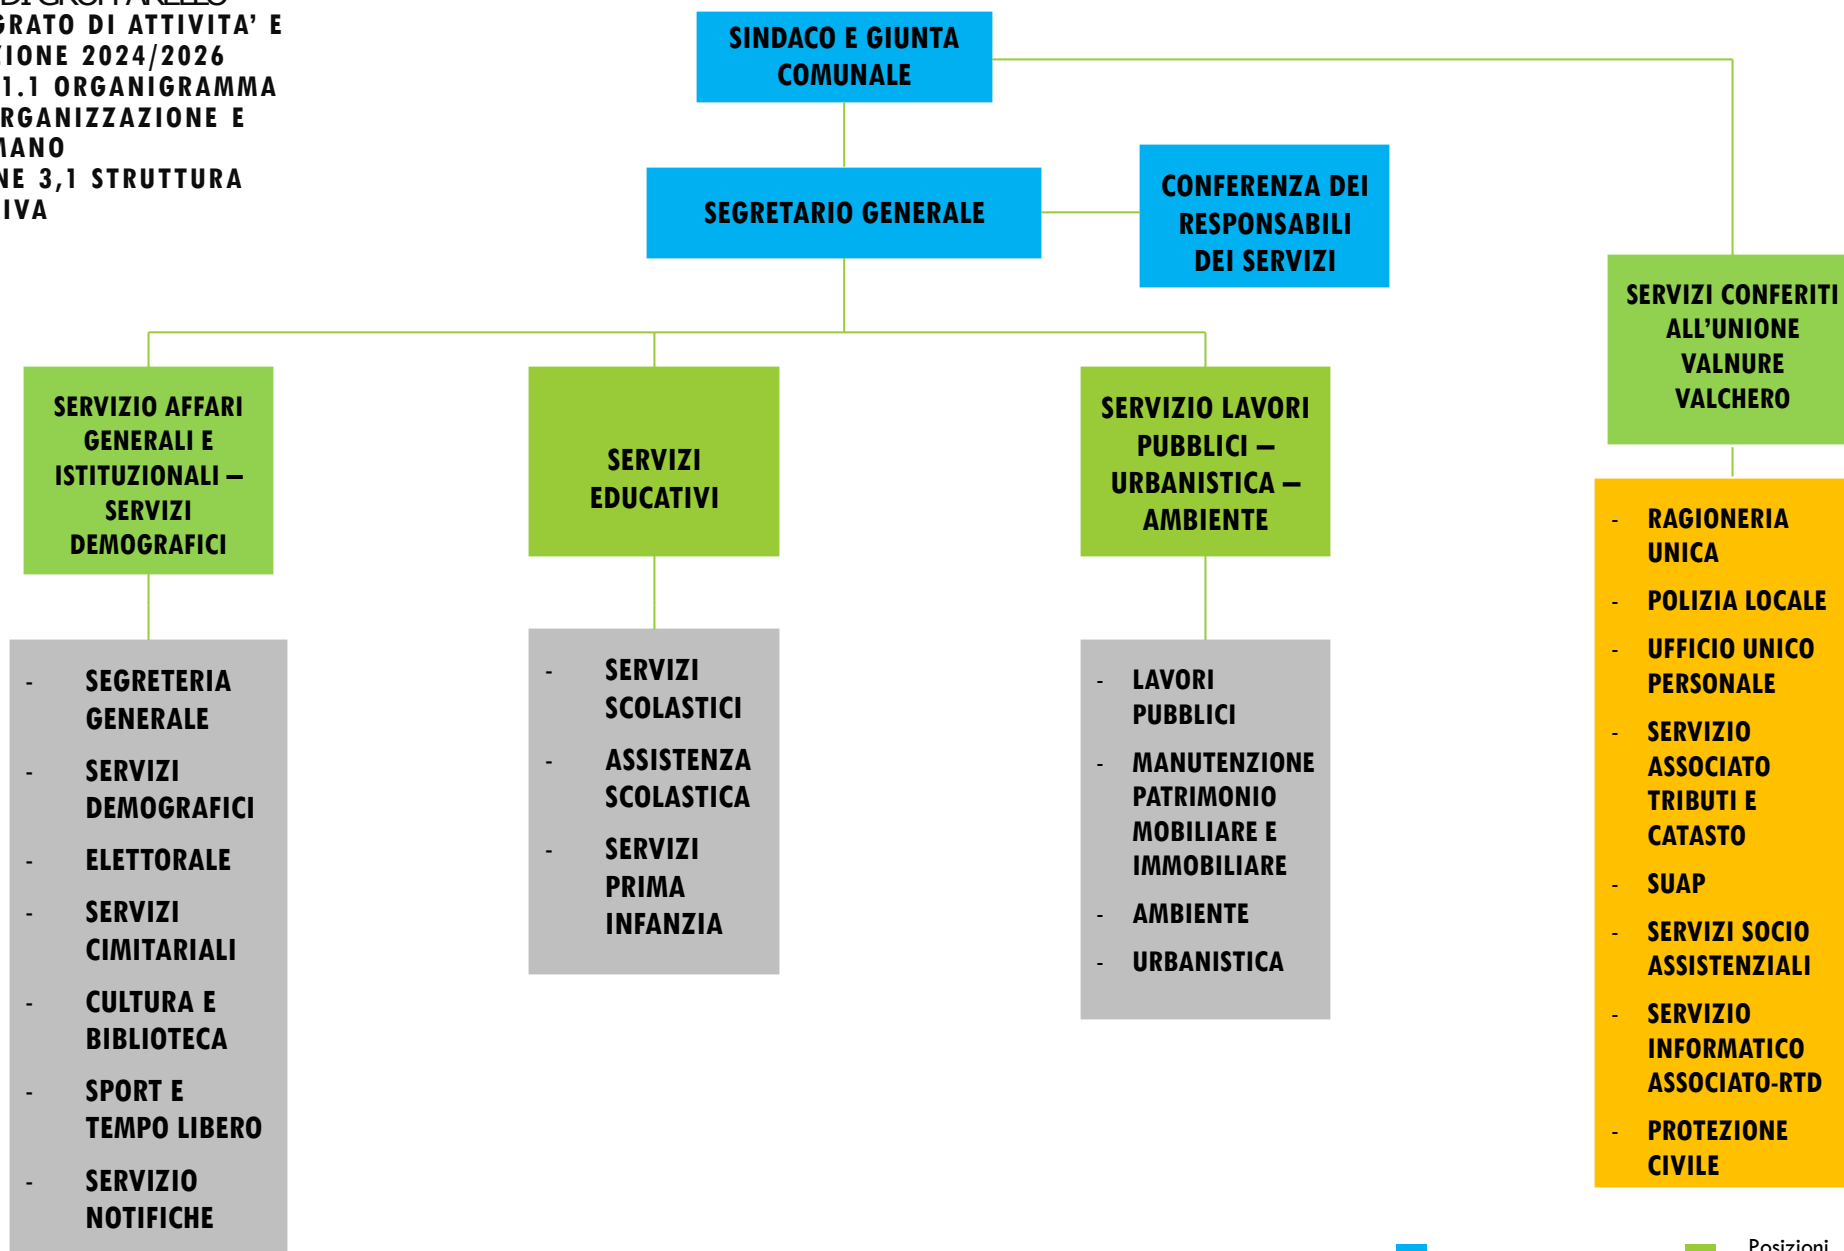 GRATO DI ATTIVITA’ E
ZIONE 2024/2026
1.1 ORGANIGRAMMA
RGANIZZAZIONE E
MANO
NE 3,1 STRUTTURA
IVA
SINDACO E GIUNTA
COMUNALE
SEGRETARIO GENERALE
CONFERENZA DEI
RESPONSABILI
DEI SERVIZI
SERVIZI CONFERITI
ALL’UNIONE
VALNURE
VALCHERO
SERVIZIO AFFARI
GENERALI E
ISTITUZIONALI –
SERVIZI
DEMOGRAFICI
SERVIZI
EDUCATIVI
SERVIZIO LAVORI
PUBBLICI –
URBANISTICA –
AMBIENTE
- SEGRETERIA
GENERALE
- SERVIZI
DEMOGRAFICI
- ELETTORALE
- SERVIZI
CIMITARIALI
- CULTURA E
BIBLIOTECA
- SPORT E
TEMPO LIBERO
- SERVIZIO
NOTIFICHE
- SERVIZI
SCOLASTICI
- ASSISTENZA
SCOLASTICA
- SERVIZI
PRIMA
INFANZIA
- LAVORI
PUBBLICI
- MANUTENZIONE
PATRIMONIO
MOBILIARE E
IMMOBILIARE
- AMBIENTE
- URBANISTICA
- RAGIONERIA
UNICA
- POLIZIA LOCALE
- UFFICIO UNICO
PERSONALE
- SERVIZIO
ASSOCIATO
TRIBUTI E
CATASTO
- SUAP
- SERVIZI SOCIO
ASSISTENZIALI
- SERVIZIO
INFORMATICO
ASSOCIATO-RTD
- PROTEZIONE
CIVILE
Posizioni